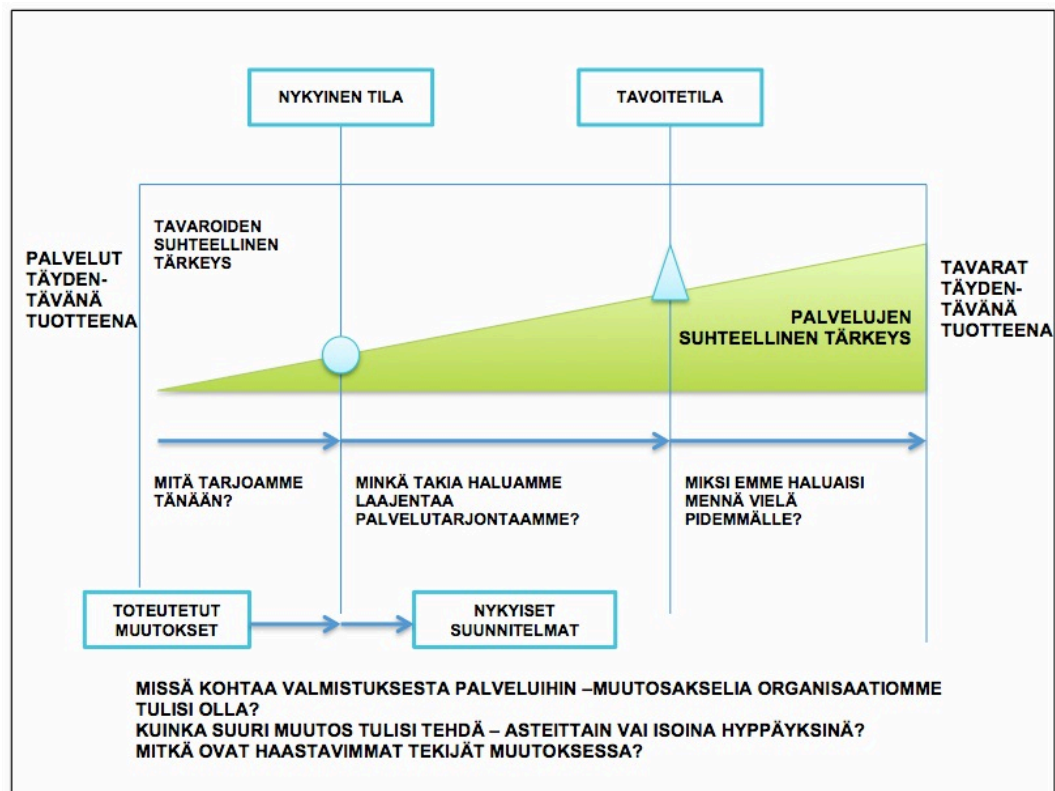 NYKYINEN TILA
TAVOITETILA
TAVAROIDEN
SUHTEELLINEN
TÄRKEYS
PALVELUT
TÄYDEN-
TÄVÄNÄ
TUOTTEENA
TAVARAT
TÄYDEN-
TÄVÄNÄ
TUOTTEENA
PALVELUJEN
SUHTEELLINEN TÄRKEYS
MITÄ TARJOAMME
TÄNÄÄN?
MINKÄ TAKIA HALUAMME
LAAJENTAA
PALVELUTARJONTAAMME?
MIKSI EMME HALUAISI
MENNÄ VIELÄ
PIDEMMÄLLE?
TOTEUTETUT
MUUTOKSET
NYKYISET
SUUNNITELMAT
MISSÄ KOHTAA VALMISTUKSESTA PALVELUIHIN –MUUTOSAKSELIA ORGANISAATIOMME
TULISI OLLA?
KUINKA SUURI MUUTOS TULISI TEHDÄ – ASTEITTAIN VAI ISOINA HYPPÄYKSINÄ?
MITKÄ OVAT HAASTAVIMMAT TEKIJÄT MUUTOKSESSA?